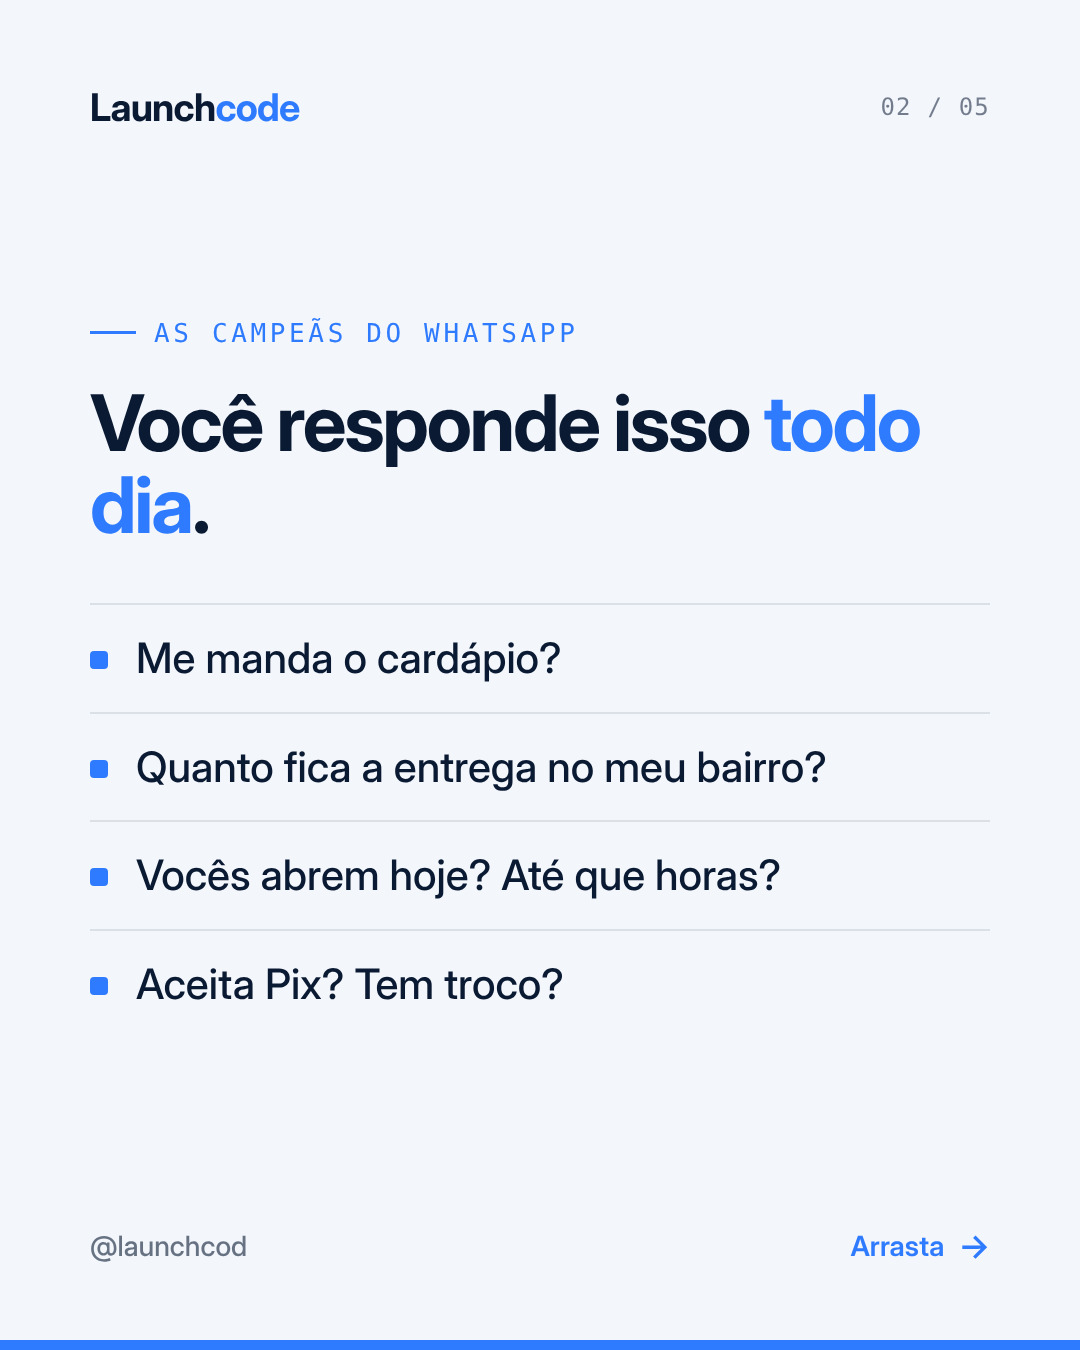 Launchcode
02 / 05
AS CAMPEÃS DO WHATSAPP
Você responde isso todo
dia.
Me manda o cardápio?
Quanto fica a entrega no meu bairro?
Vocês abrem hoje? Até que horas?
Aceita Pix? Tem troco?
@launchcod
Arrasta →